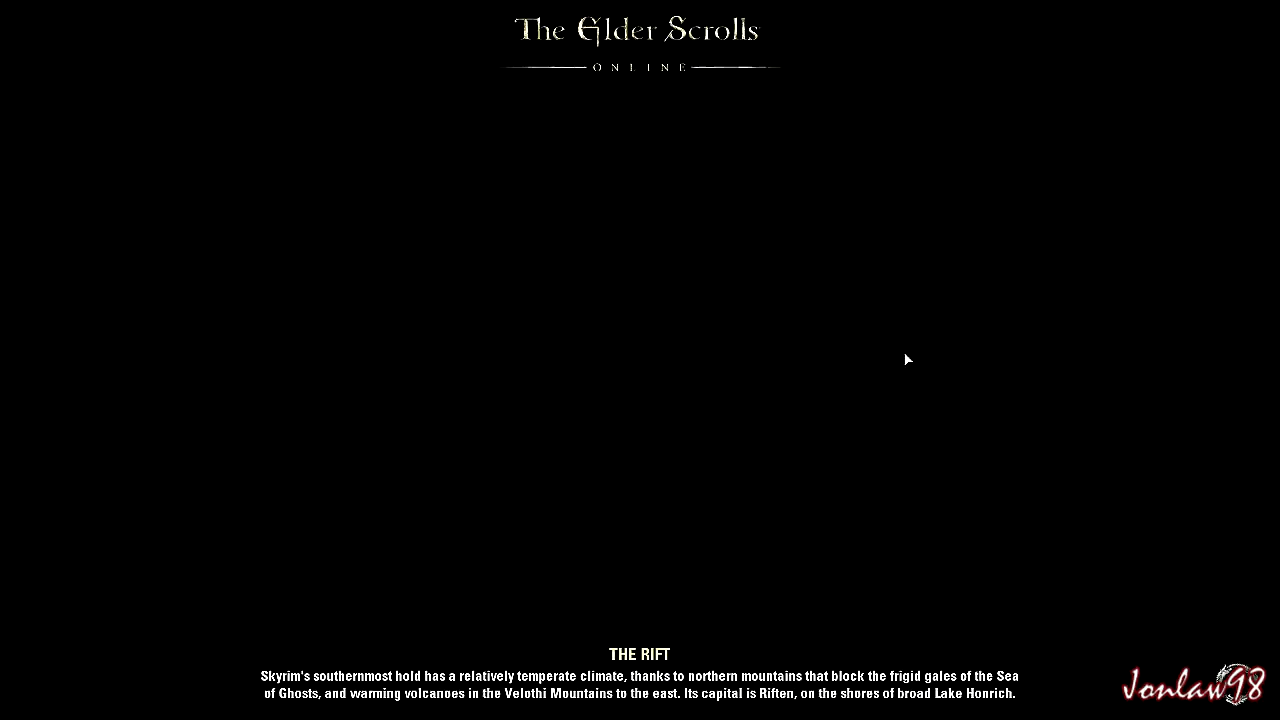 The Elder Scrolls
ONLINE
THE RIFT
Skyrim's southernmost hold has a relatively temperate climate, thanks to northern mountains that block the frigid gales of the Sea
of Ghosts, and warming volcanoes in the Velothi Mountains to the east. Its capital is Riften, on the shores of broad Lake Honrich.
Jonlaw98